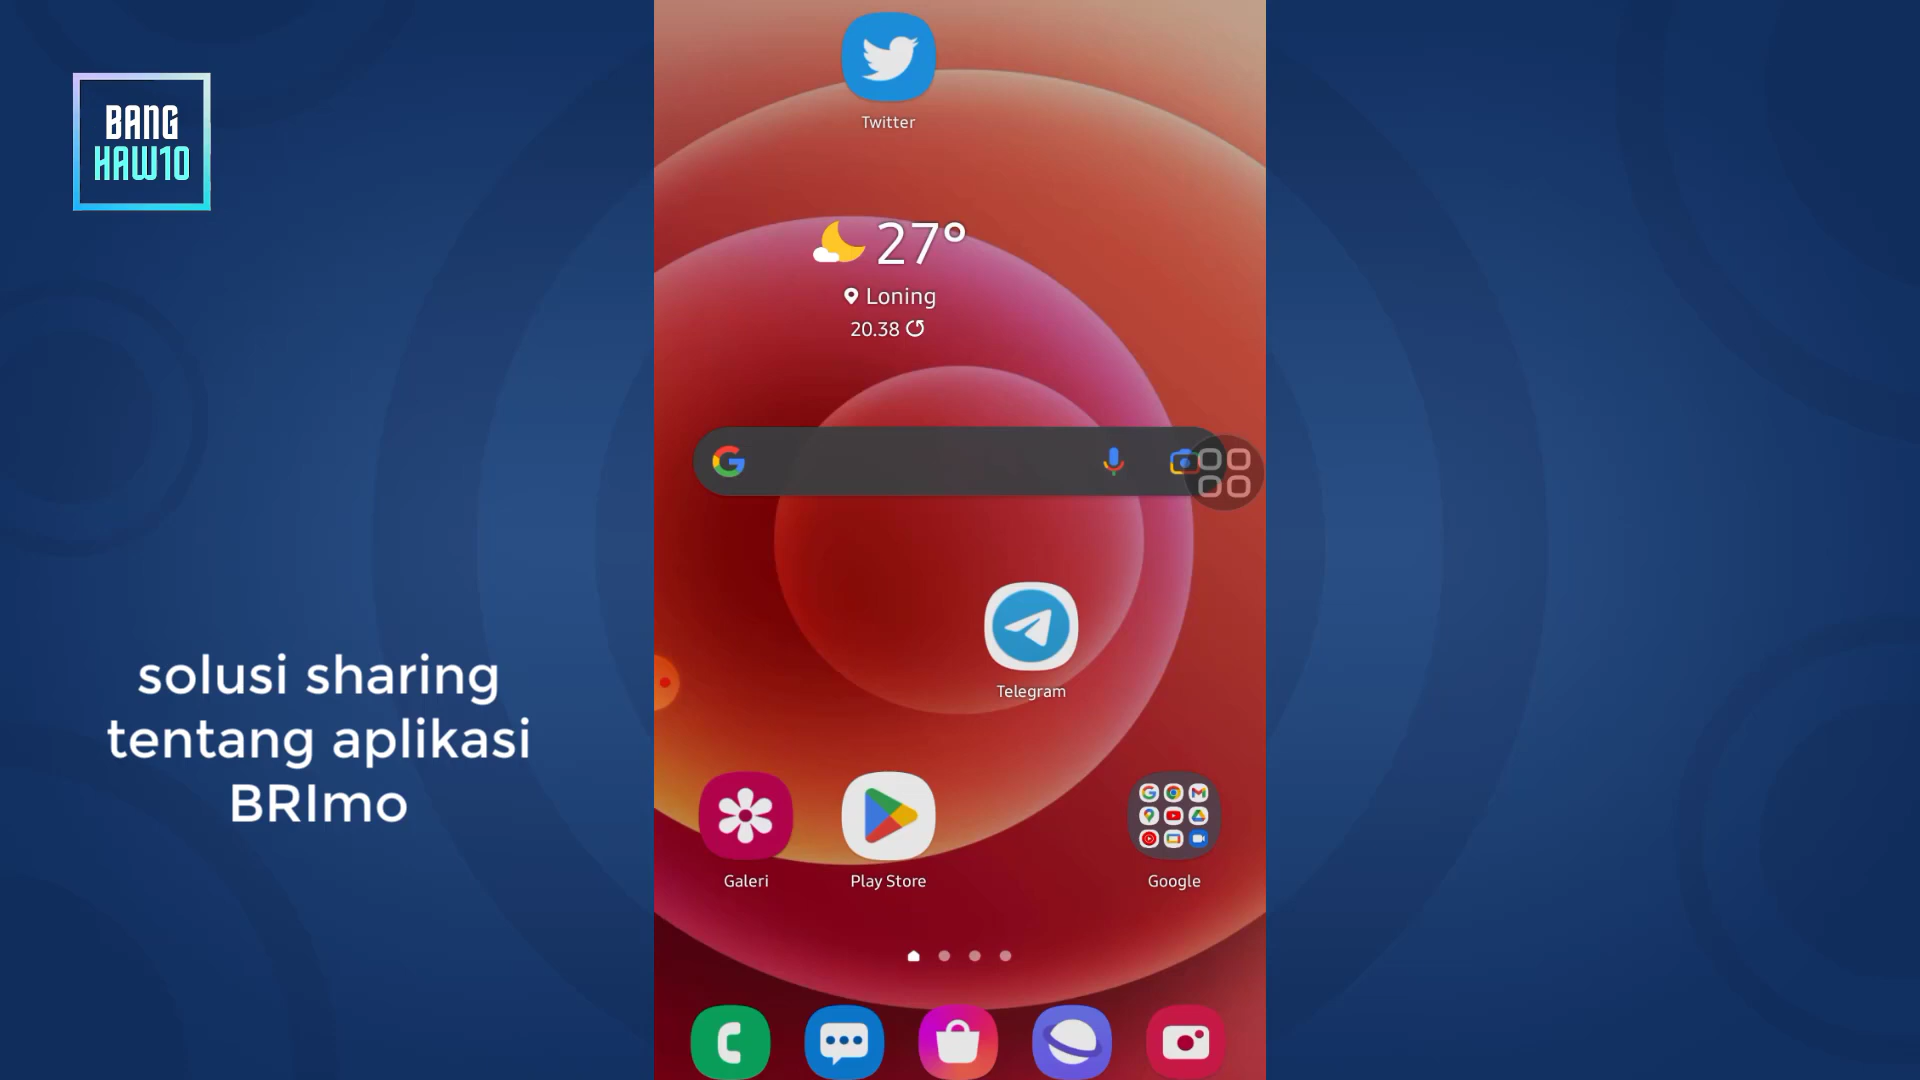 BANG
HAW10
Twitter
27°
Loning
20.38
solusi sharing
tentang aplikasi
BRImo
Telegram
Galeri
Play Store
Google